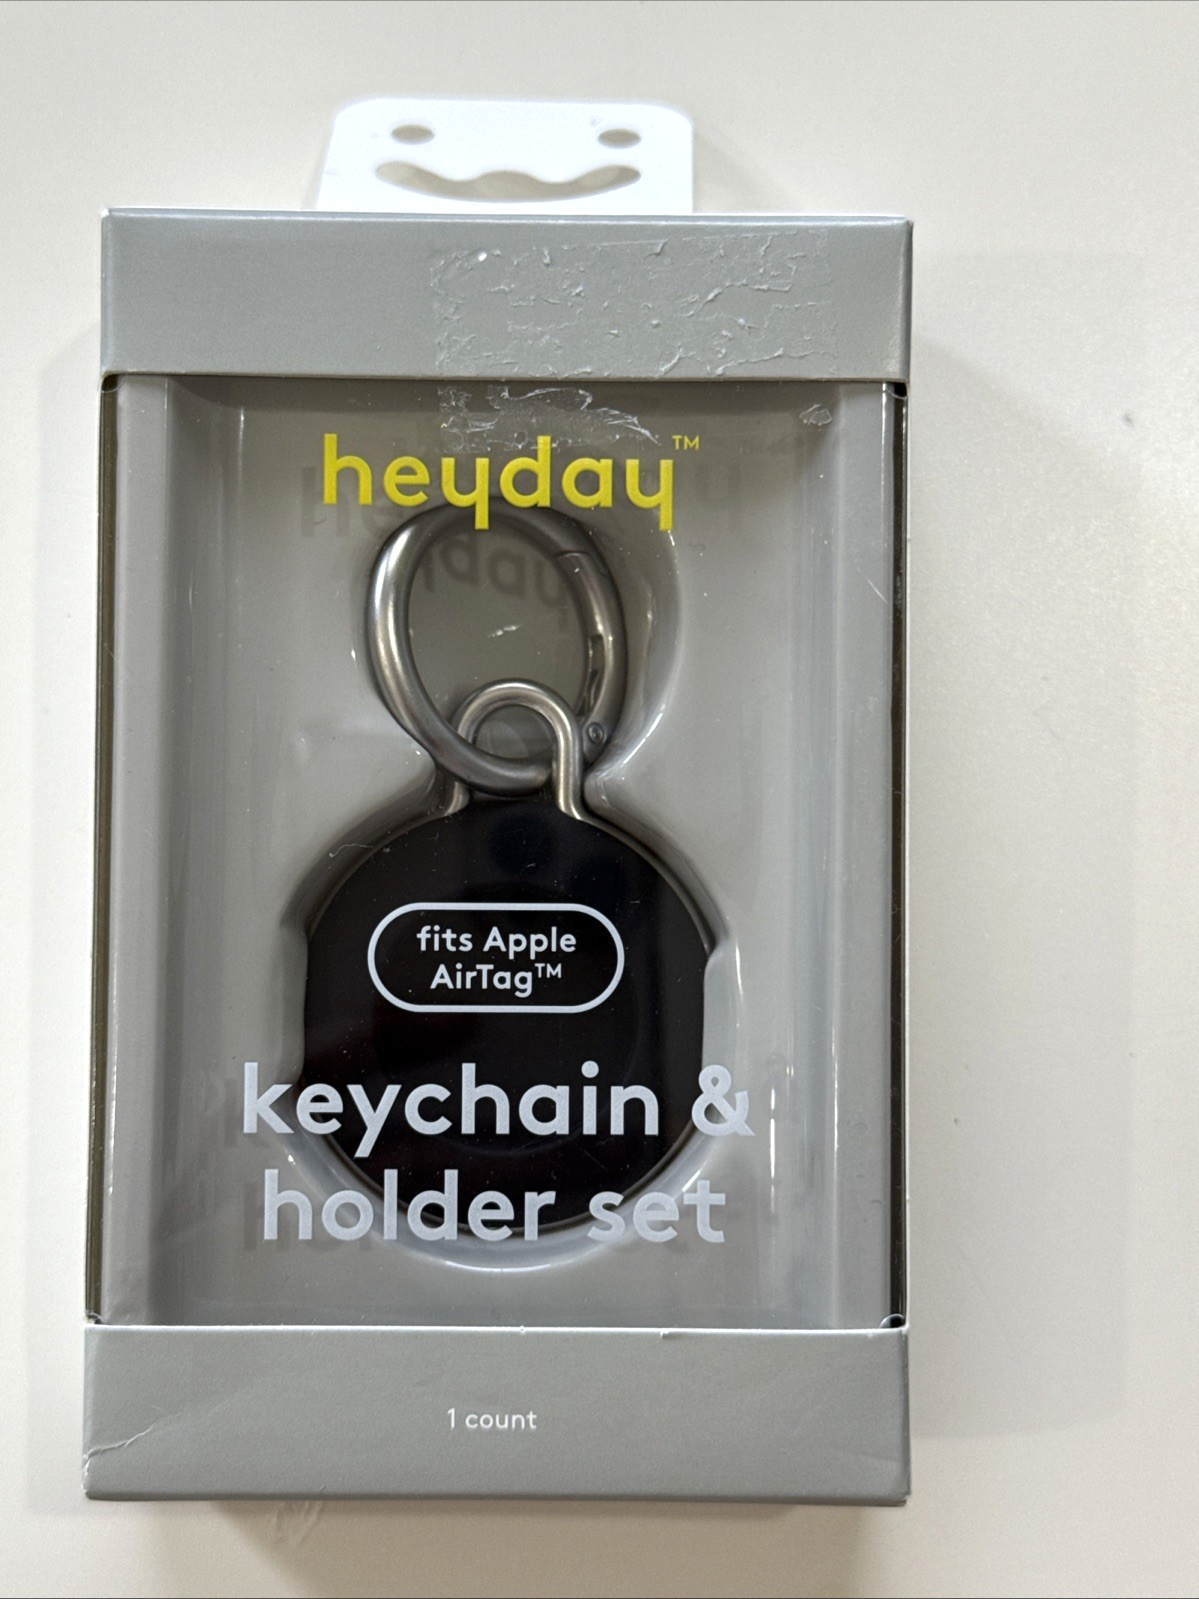 heyday™
fits Apple
AirTag™
keychain &
holder set
1 count